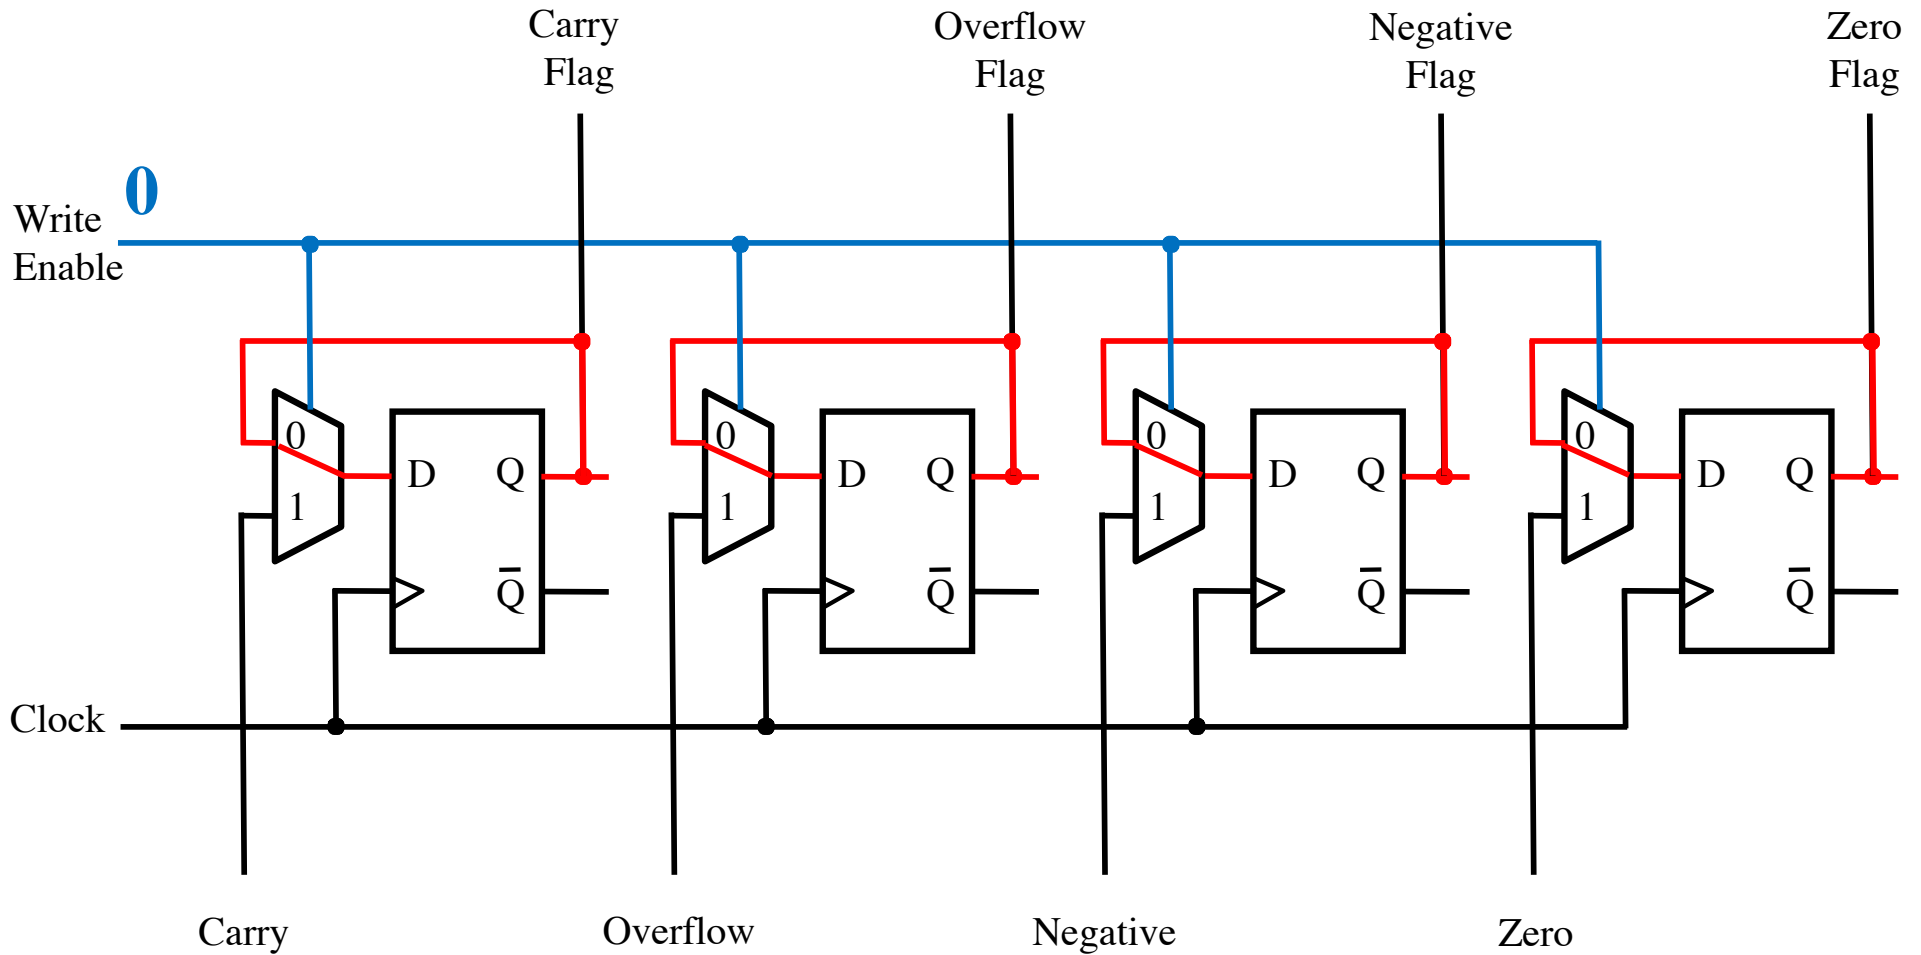 Carry
Flag
Overflow
Flag
Negative
Flag
Zero
Flag
0
Write
Enable
0
1
D
Q
Q̅
0
1
D
Q
Q̅
0
1
D
Q
Q̅
0
1
D
Q
Q̅
Clock
Carry
Overflow
Negative
Zero